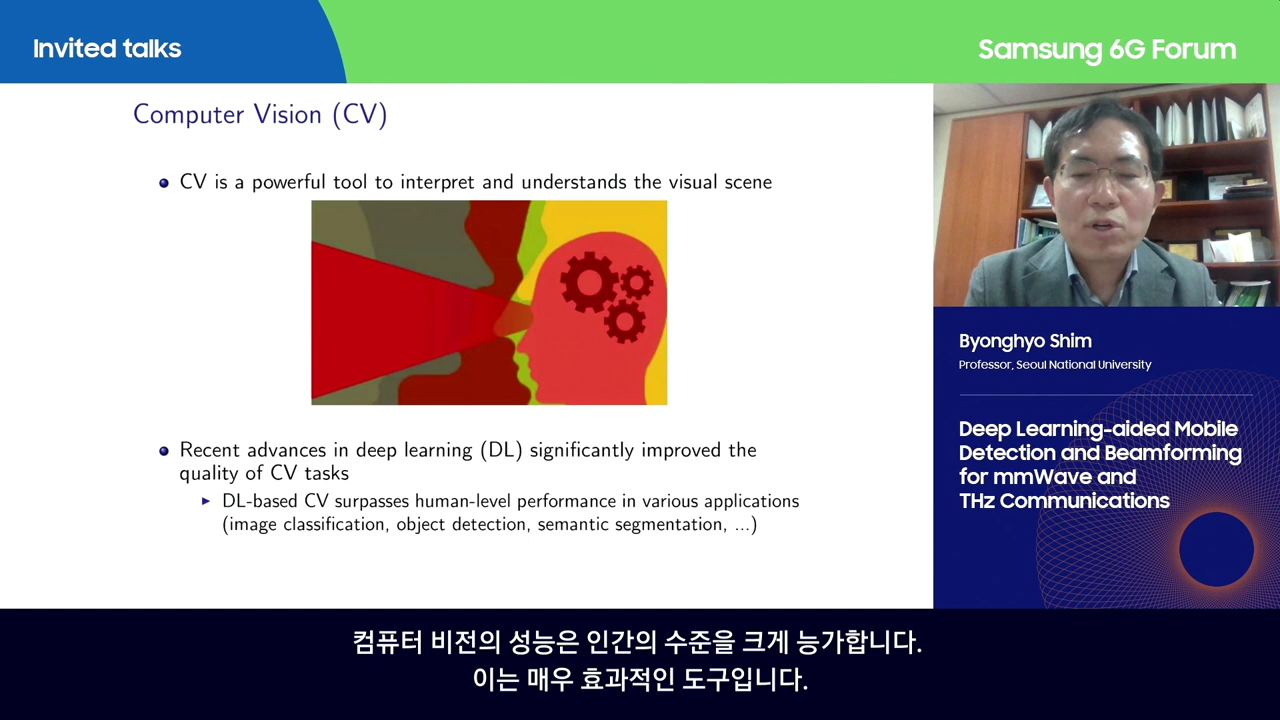 Invited talks
Samsung 6G Forum
Computer Vision (CV)
CV is a powerful tool to interpret and understands the visual scene
Recent advances in deep learning (DL) significantly improved the
quality of CV tasks
DL-based CV surpasses human-level performance in various applications
(image classification, object detection, semantic segmentation, ...)
Byonghyo Shim
Professor, Seoul National University
Deep Learning-aided Mobile
Detection and Beamforming
for mmWave and
THz Communications
컴퓨터 비전의 성능은 인간의 수준을 크게 능가합니다.
이는 매우 효과적인 도구입니다.